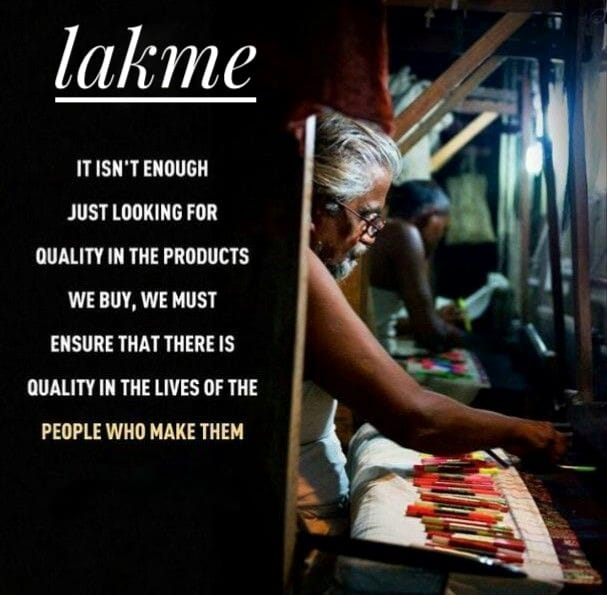 lakme
IT ISN'T ENOUGH
JUST LOOKING FOR
QUALITY IN THE PRODUCTS
WE BUY, WE MUST
ENSURE THAT THERE IS
QUALITY IN THE LIVES OF THE
PEOPLE WHO MAKE THEM